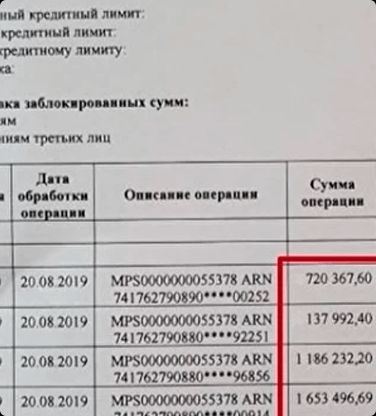 ный кредитный лимит:
кредитный лимит:
кредитному лимиту:
ка:
вка заблокированных сумм:
ям
ниям третьих лиц
Дата обработки операции
Описание операции
Сумма операции
20.08.2019 MPS0000000055378 ARN 720 367,60
741762790890****00252
20.08.2019 MPS0000000055378 ARN 137 992,40
741762790880****92251
20.08.2019 MPS0000000055378 ARN 1 186 232,20
741762790880****96856
20.08.2019 MPS0000000055378 ARN 1 653 496,69